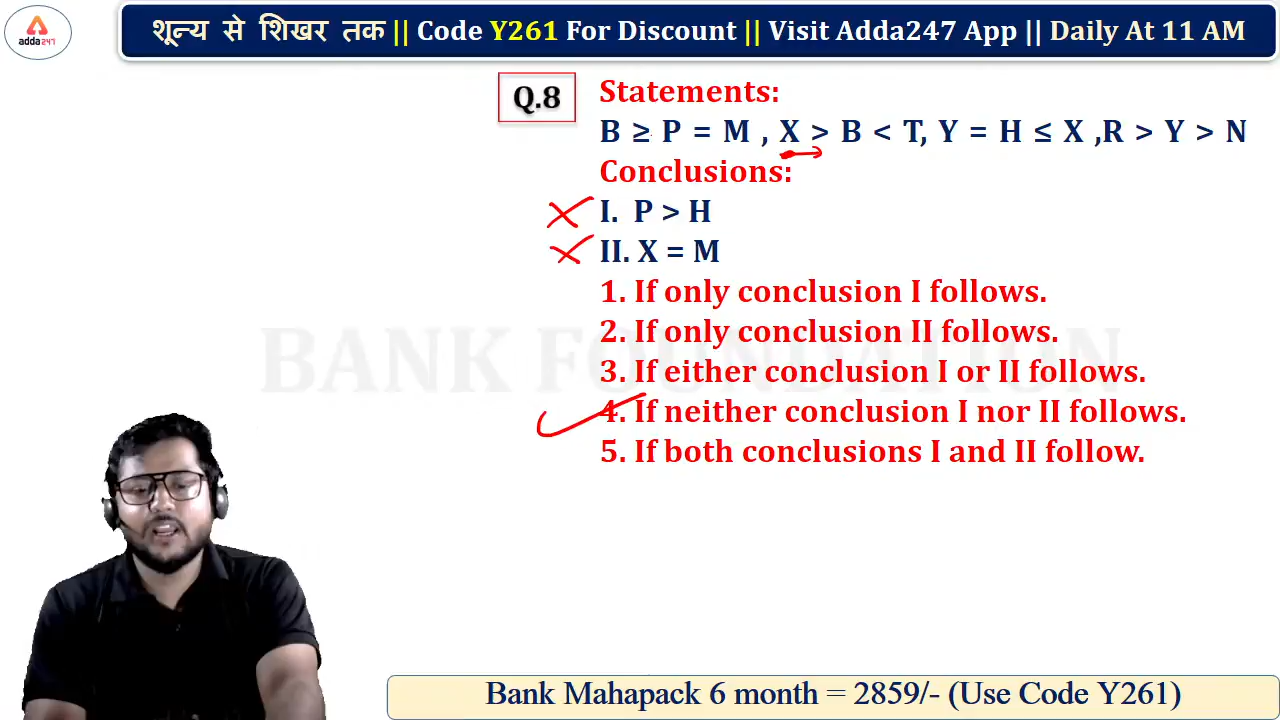 adda247
शून्य से शिखर तक || Code Y261 For Discount || Visit Adda247 App || Daily At 11 AM
Q.8
Statements:
B ≥ P = M , X > B < T, Y = H ≤ X ,R > Y > N
Conclusions:
I. P > H
II. X = M
1. If only conclusion I follows.
2. If only conclusion II follows.
3. If either conclusion I or II follows.
4. If neither conclusion I nor II follows.
5. If both conclusions I and II follow.
BANK FOUNDATION
Bank Mahapack 6 month = 2859/- (Use Code Y261)